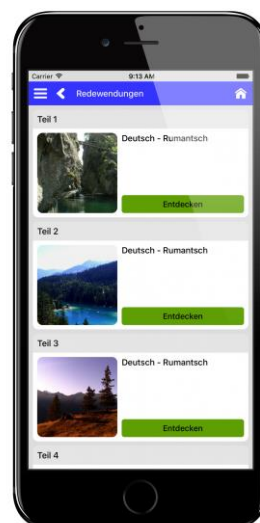 Carrier 9:13 AM
Redewendungen
Teil 1
Deutsch - Rumantsch
Entdecken
Teil 2
Deutsch - Rumantsch
Entdecken
Teil 3
Deutsch - Rumantsch
Entdecken
Teil 4